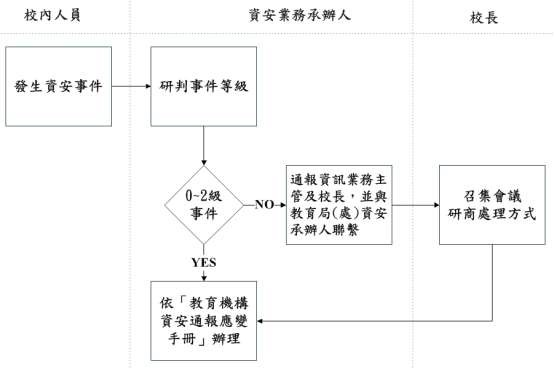 校內人員
資安業務承辦人
校長
發生資安事件
研判事件等級
0~2級
事件
NO
通報資訊業務主
管及校長，並與
教育局(處)資安
承辦人聯繫
召集會議
研商處理方式
YES
依「教育機構
資安通報應變
手冊」辦理